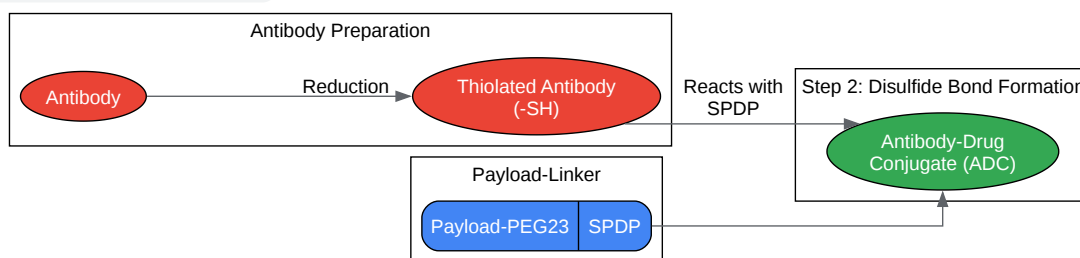 Antibody Preparation
Antibody
Reduction
Thiolated Antibody
(-SH)
Reacts with
SPDP
Step 2: Disulfide Bond Formation
Antibody-Drug
Conjugate (ADC)
Payload-Linker
Payload-PEG23
SPDP